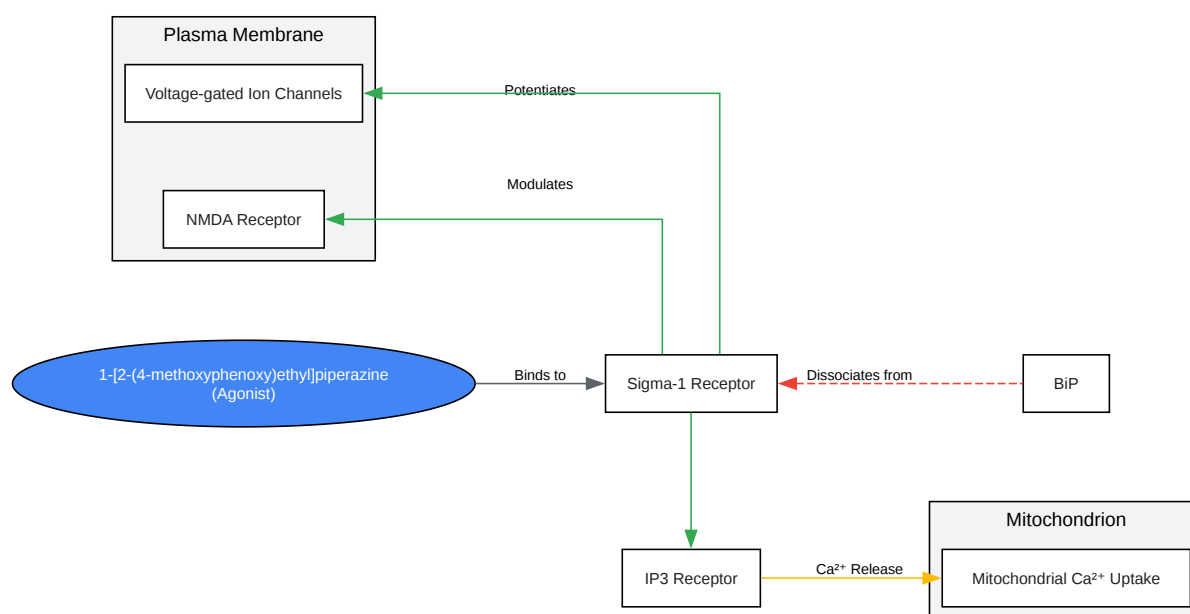 Plasma Membrane
Voltage-gated Ion Channels
Potentiates
Modulates
NMDA Receptor
1-[2-(4-methoxyphenoxy)ethyl]piperazine
(Agonist)
Binds to
Sigma-1 Receptor
Dissociates from
BiP
Mitochondrion
IP3 Receptor
Ca²⁺ Release
Mitochondrial Ca²⁺ Uptake